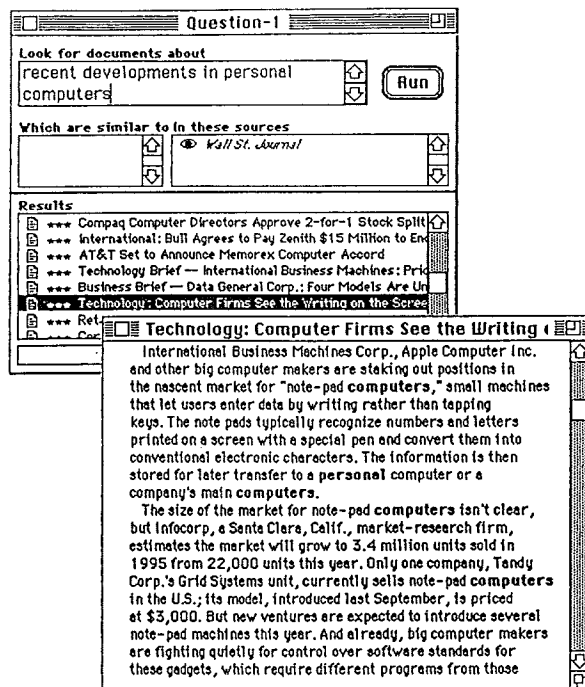 Question-1
Look for documents about
recent developments in personal
computers
Run
Which are similar to In these sources
Wall St. Journal
Results
*** Compaq Computer Directors Approve 2-for-1 Stock Split
*** International: Bull Agrees to Pay Zenith $15 Million to En
*** AT&T Set to Announce Memorex Computer Accord
*** Technology Brief — International Business Machines: Pric
*** Business Brief — Data General Corp.: Four Models Are Un
*** Technology: Computer Firms See the Writing on the Scree
*** Ret
*** Cor
Technology: Computer Firms See the Writing
International Business Machines Corp., Apple Computer Inc.
and other big computer makers are staking out positions in
the nascent market for "note-pad computers," small machines
that let users enter data by writing rather than tapping
keys. The note pads typically recognize numbers and letters
printed on a screen with a special pen and convert them into
conventional electronic characters. The information is then
stored for later transfer to a personal computer or a
company's main computers.
The size of the market for note-pad computers isn't clear,
but Infocorp, a Santa Clara, Calif., market-research firm,
estimates the market will grow to 3.4 million units sold in
1995 from 22,000 units this year. Only one company, Tandy
Corp.'s Grid Systems unit, currently sells note-pad computers
in the U.S.; its model, introduced last September, is priced
at $3,000. But new ventures are expected to introduce several
note-pad machines this year. And already, big computer makers
are fighting quietly for control over software standards for
these gadgets, which require different programs from those